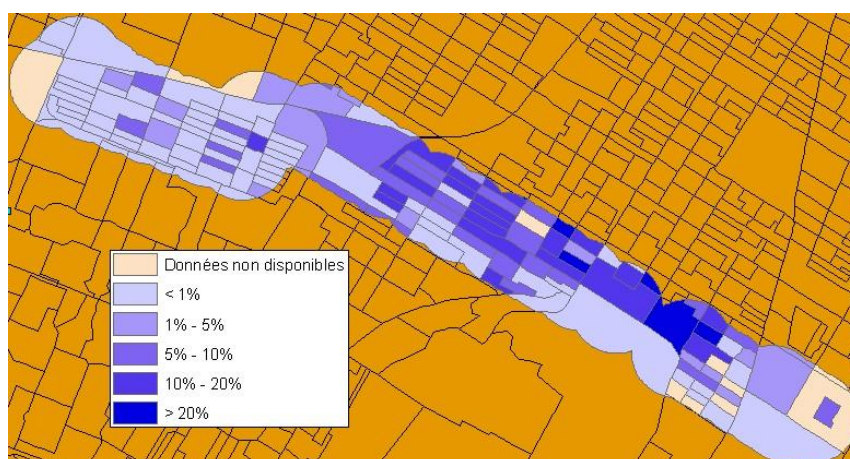 Données non disponibles
< 1%
1% - 5%
5% - 10%
10% - 20%
> 20%